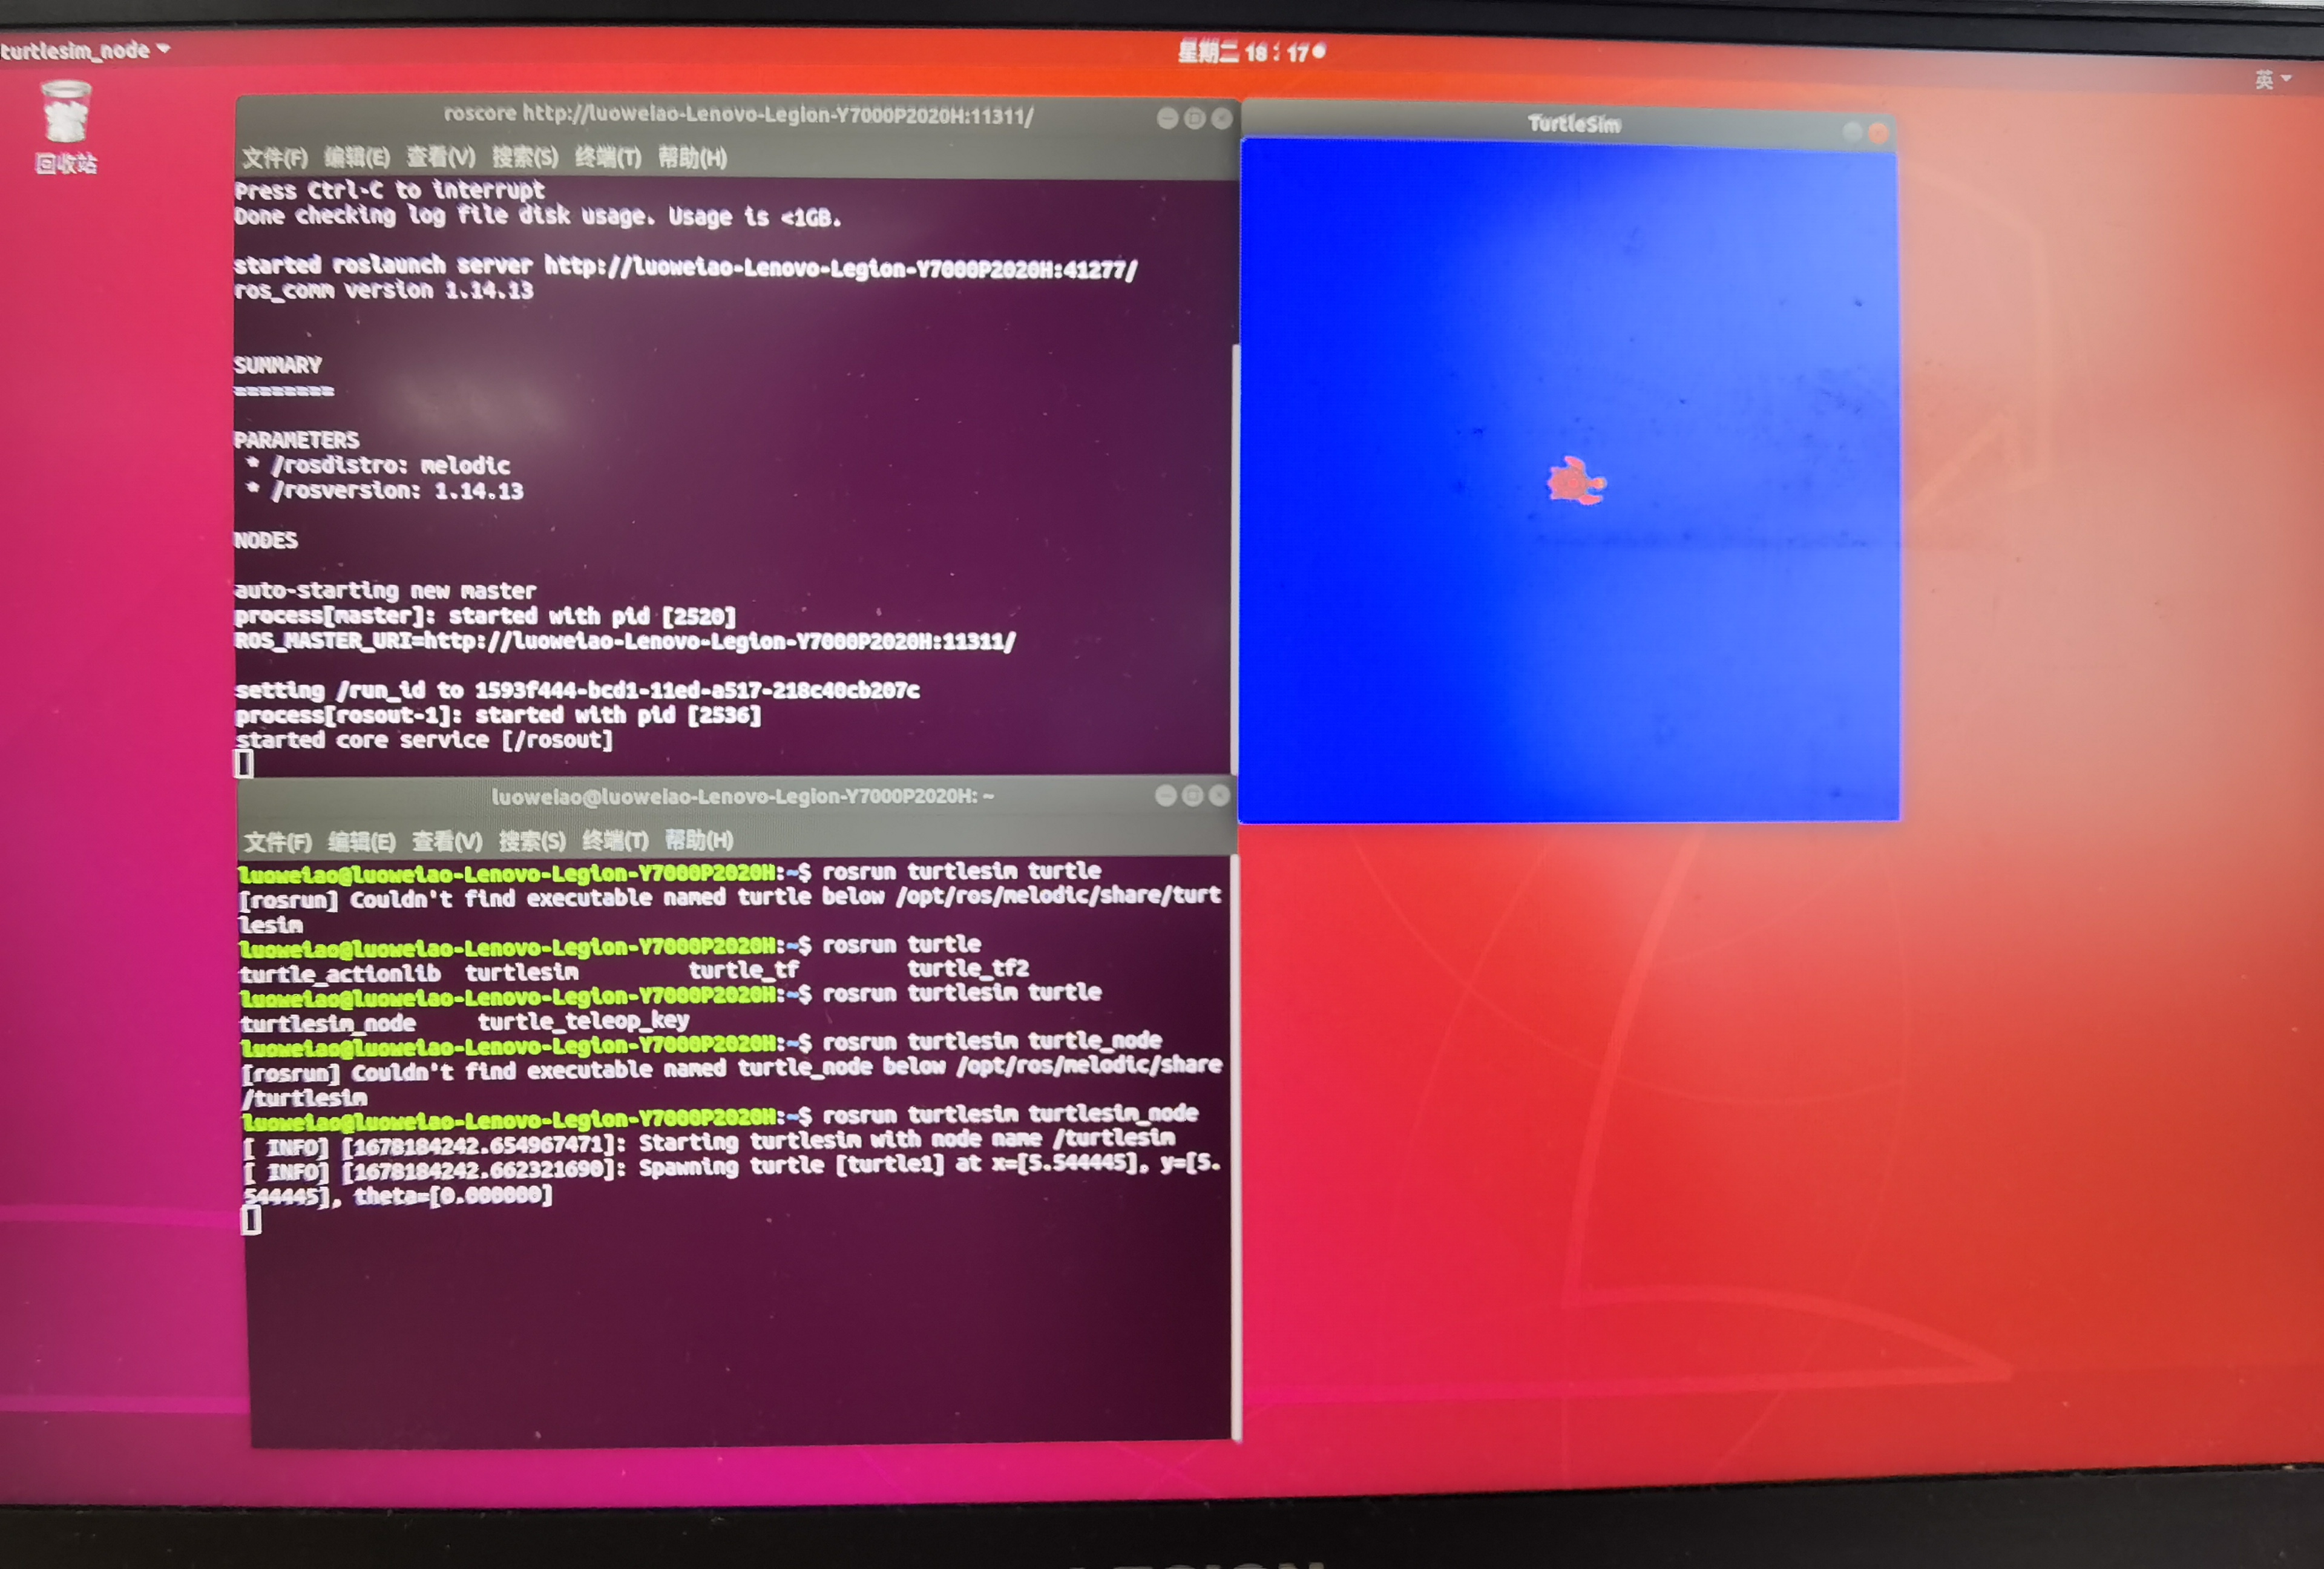 turtlesim_node
星期二 18：17
英
回收站
roscore http://luoweiao-Lenovo-Legion-Y7000P2020H:11311/
文件(F) 编辑(E) 查看(V) 搜索(S) 终端(T) 帮助(H)
Press Ctrl-C to interrupt
Done checking log file disk usage. Usage is <1GB.
started roslaunch server http://luoweiao-Lenovo-Legion-Y7000P2020H:41277/
ros_comm version 1.14.13
SUMMARY
========
PARAMETERS
* /rosdistro: melodic
* /rosversion: 1.14.13
NODES
auto-starting new master
process[master]: started with pid [2520]
ROS_MASTER_URI=http://luoweiao-Lenovo-Legion-Y7000P2020H:11311/
setting /run_id to 1593f444-bcd1-11ed-a517-218c40cb207c
process[rosout-1]: started with pid [2536]
started core service [/rosout]
TurtleSim
luoweiao@luoweiao-Lenovo-Legion-Y7000P2020H: ~
文件(F) 编辑(E) 查看(V) 搜索(S) 终端(T) 帮助(H)
luoweiao@luoweiao-Lenovo-Legion-Y7000P2020H:~$ rosrun turtlesim turtle
[rosrun] Couldn't find executable named turtle below /opt/ros/melodic/share/turt
lesim
luoweiao@luoweiao-Lenovo-Legion-Y7000P2020H:~$ rosrun turtle
turtle_actionlib turtlesim turtle_tf turtle_tf2
luoweiao@luoweiao-Lenovo-Legion-Y7000P2020H:~$ rosrun turtlesim turtle
turtlesim_node turtle_teleop_key
luoweiao@luoweiao-Lenovo-Legion-Y7000P2020H:~$ rosrun turtlesim turtle_node
[rosrun] Couldn't find executable named turtle_node below /opt/ros/melodic/share
/turtlesim
luoweiao@luoweiao-Lenovo-Legion-Y7000P2020H:~$ rosrun turtlesim turtlesim_node
[ INFO] [1678184242.654967471]: Starting turtlesim with node name /turtlesim
[ INFO] [1678184242.662321690]: Spawning turtle [turtle1] at x=[5.544445], y=[5.
544445], theta=[0.000000]
LEGION